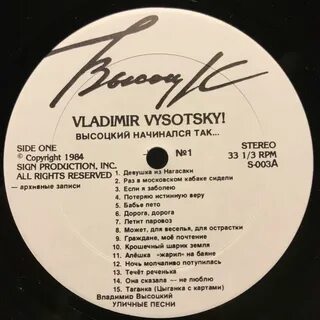 Высоцк
VLADIMIR VYSOTSKY!
ВЫСОЦКИЙ НАЧИНАЛСЯ ТАК...
SIDE ONE
© Copyright 1984
SIGN PRODUCTION, INC.
ALL RIGHTS RESERVED
— архивные записи
№1
STEREO
33 1/3 RPM
S-003A
1. Девушка из Нагасаки
2. Раз в московском кабаке сидели
3. Если я заболею
4. Потеряю истинную веру
5. Бабье лето
6. Дорога, дорога
7. Летит паровоз
8. Может, для веселья, для острастки
9. Граждане, моё почтение
10. Крошечный шарик земля
11. Алёшка «жарил» на баяне
12. Ночь молчаливо потупилась
13. Течёт реченька
14. Она сказала — не люблю
15. Таганка (Цыганка с картами)
Владимир Высоцкий
УЛИЧНЫЕ ПЕСНИ